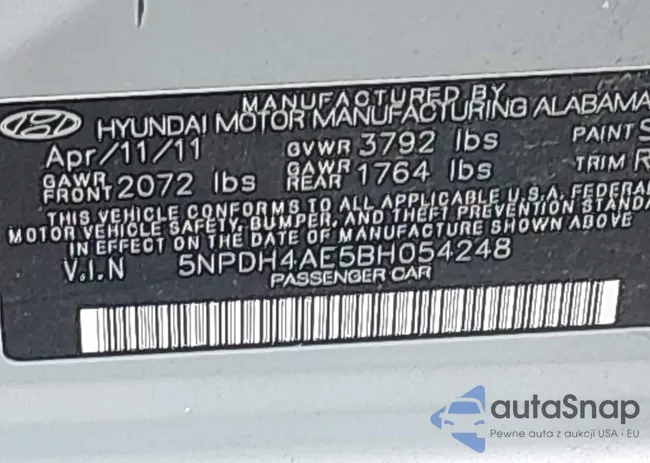 MANUFACTURED BY
HYUNDAI MOTOR MANUFACTURING ALABAMA
Apr/11/11 GVWR 3792 lbs PAINT S
GAWR FRONT 2072 lbs GAWR REAR 1764 lbs TRIM R
THIS VEHICLE CONFORMS TO ALL APPLICABLE U.S.A. FEDERAL
MOTOR VEHICLE SAFETY, BUMPER, AND THEFT PREVENTION STANDA
IN EFFECT ON THE DATE OF MANUFACTURE SHOWN ABOVE
V.I.N 5NPDH4AE5BH054248
PASSENGER CAR
autoSnap
Pewne auta z aukcji USA i EU